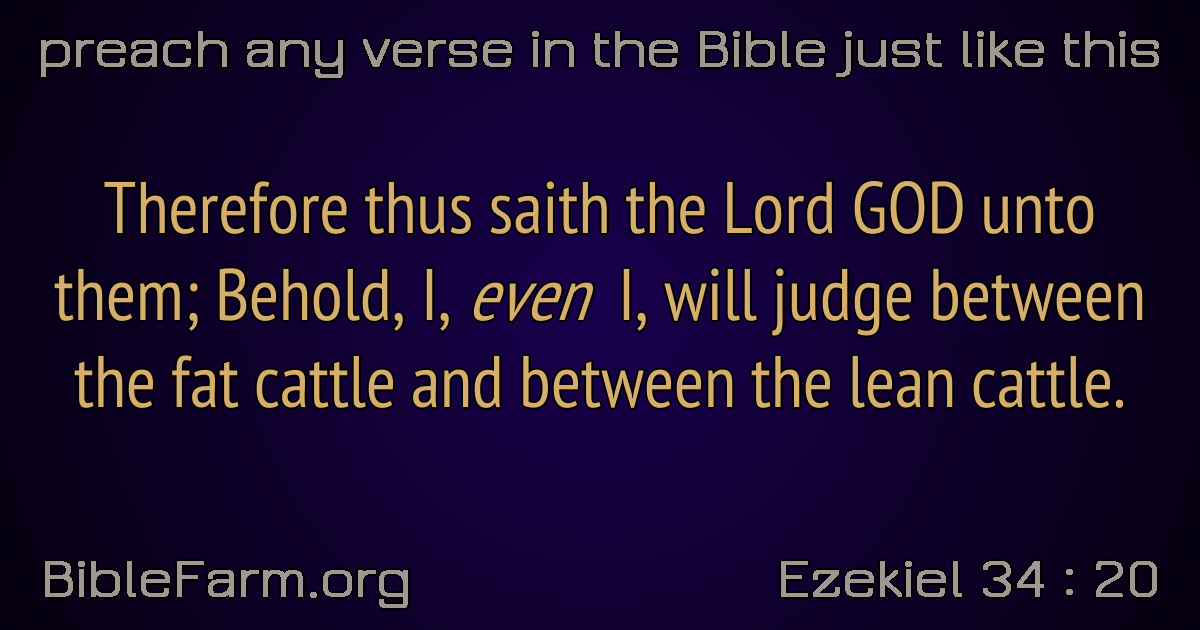 preach any verse in the Bible just like this
Therefore thus saith the Lord GOD unto
them; Behold, I, even I, will judge between
the fat cattle and between the lean cattle.
BibleFarm.org
Ezekiel 34 : 20